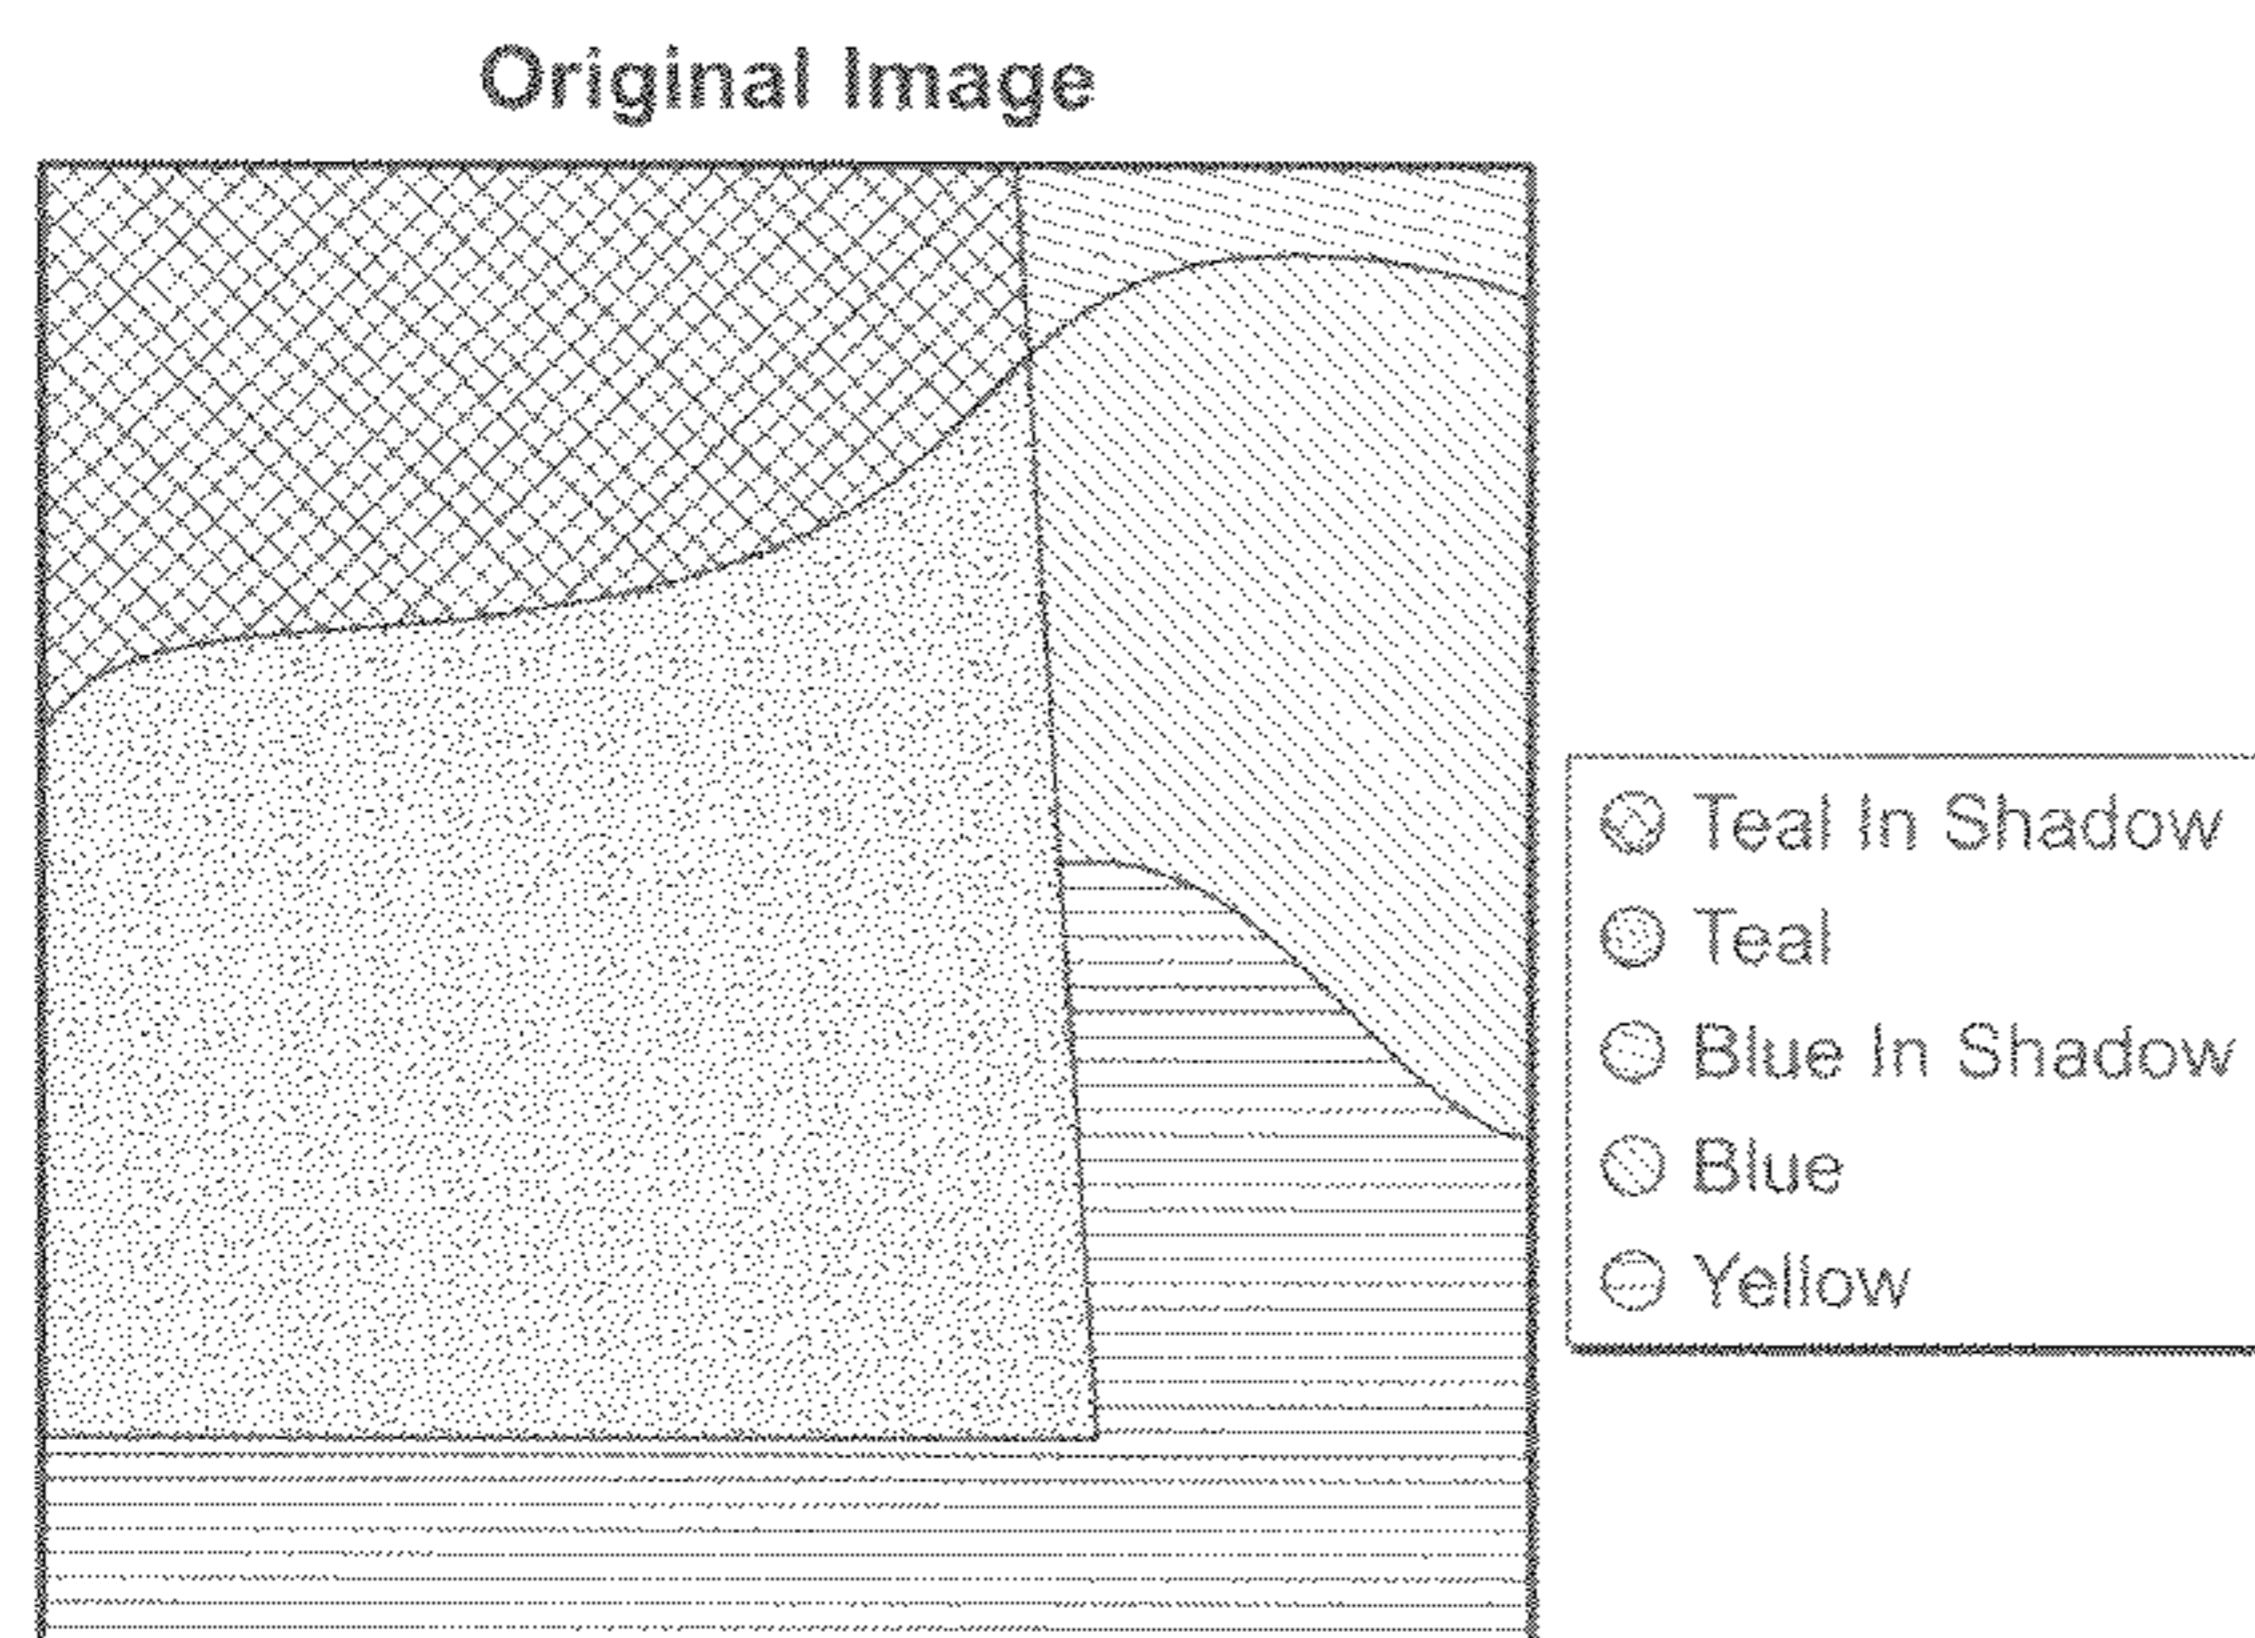 Original Image
Teal In Shadow
Teal
Blue In Shadow
Blue
Yellow